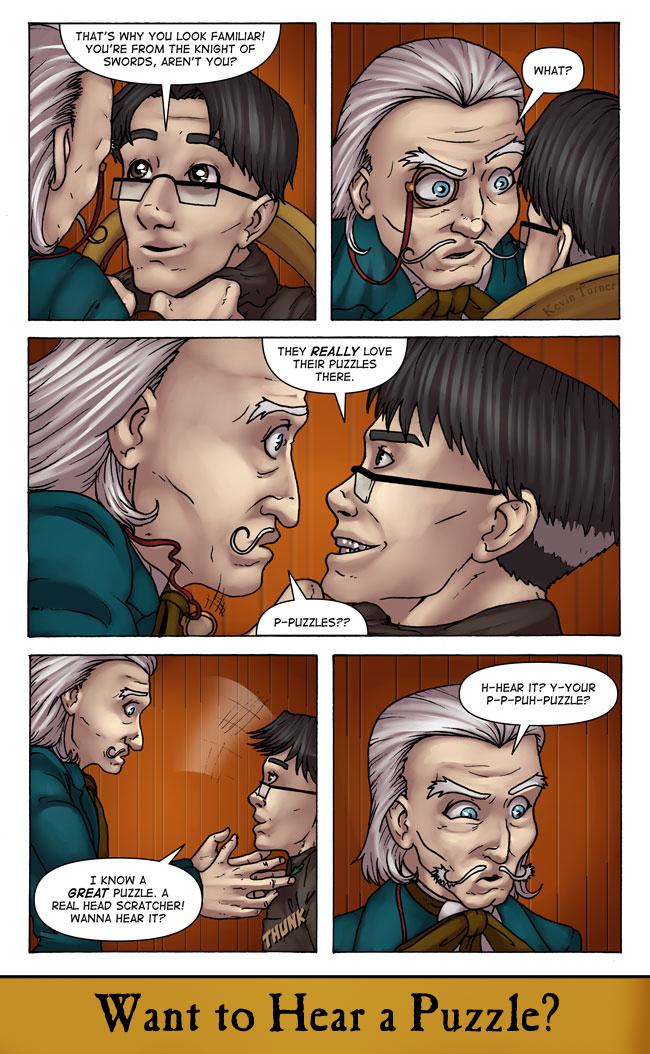 THAT'S WHY YOU LOOK FAMILIAR!
YOU'RE FROM THE KNIGHT OF
SWORDS, AREN'T YOU?
WHAT?
Kevin Turner
THEY REALLY LOVE
THEIR PUZZLES
THERE.
P-PUZZLES??
I KNOW A
GREAT PUZZLE. A
REAL HEAD SCRATCHER!
WANNA HEAR IT?
THUNK
H-HEAR IT? Y-YOUR
P-P-PUH-PUZZLE?
Want to Hear a Puzzle?